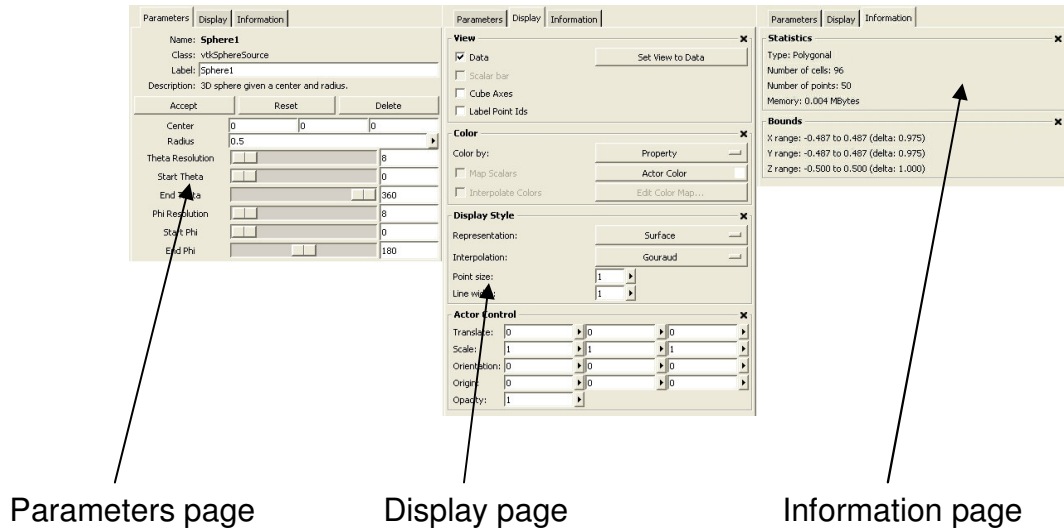 Parameters Display Information
Name: Sphere1
Class: vtkSphereSource
Label: Sphere1
Description: 3D sphere given a center and radius.
Accept Reset Delete
Center 0 0 0
Radius 0.5
Theta Resolution 8
Start Theta 0
End Theta 360
Phi Resolution 8
Start Phi 0
End Phi 180
Parameters Display Information
View
Data Set View to Data
Scalar bar
Cube Axes
Label Point Ids
Color
Color by: Property
Map Scalars Actor Color
Interpolate Colors Edit Color Map...
Display Style
Representation: Surface
Interpolation: Gouraud
Point size: 1
Line width: 1
Actor Control
Translate: 0 0 0
Scale: 1 1 1
Orientation: 0 0 0
Origin: 0 0 0
Opacity: 1
Parameters Display Information
Statistics
Type: Polygonal
Number of cells: 96
Number of points: 50
Memory: 0.004 MBytes
Bounds
X range: -0.487 to 0.487 (delta: 0.975)
Y range: -0.487 to 0.487 (delta: 0.975)
Z range: -0.500 to 0.500 (delta: 1.000)
Parameters page Display page Information page